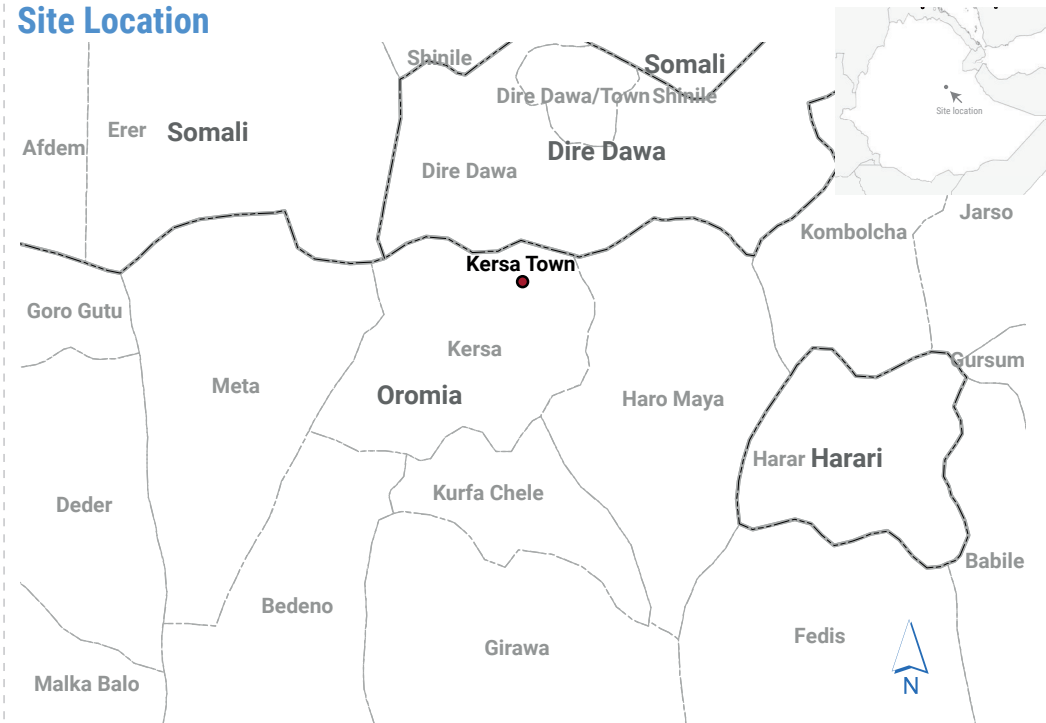 Site Location
Shinile
Somali
Dire Dawa/Town Shinile
Site location
Erer Somali
Afdem
Dire Dawa
Dire Dawa
Jarso
Kombolcha
Kersa Town
Goro Gutu
Kersa
Gursum
Meta
Oromia
Haro Maya
Harar Harari
Kurfa Chele
Deder
Babile
Bedeno
Fedis
Girawa
Malka Balo
N